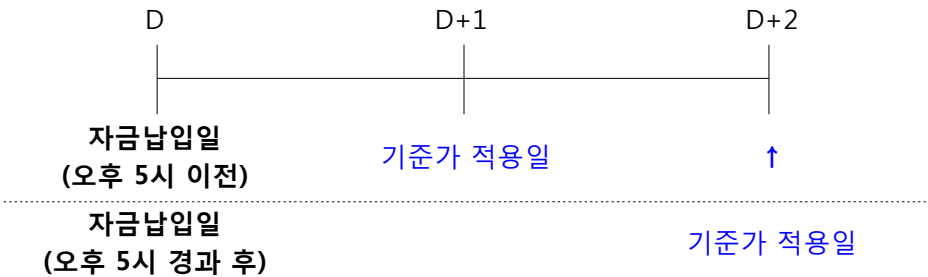 D D+1 D+2
자금납입일
(오후 5시 이전)
기준가 적용일 ↑
자금납입일
(오후 5시 경과 후)
기준가 적용일